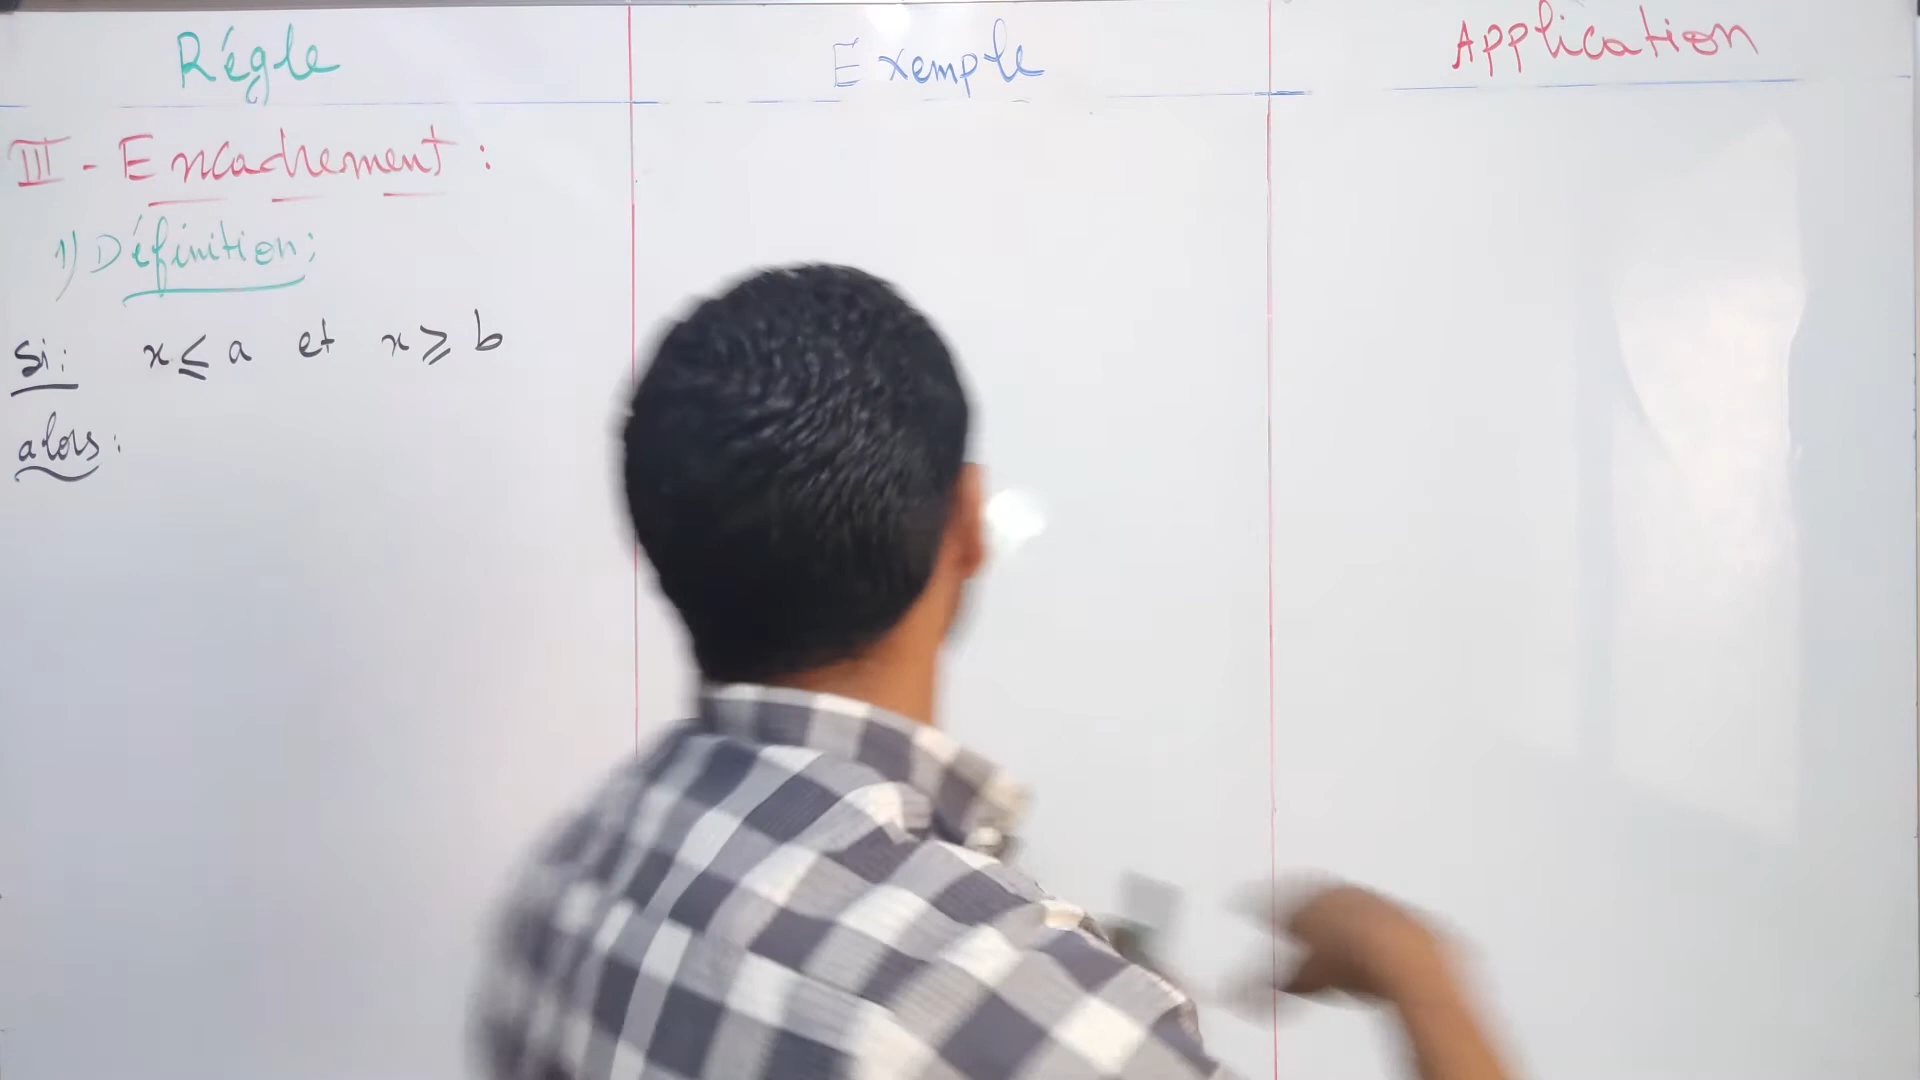 Régle
Exemple
Application
III - Encadrement :
1) Définition :
Si : x ≤ a et x ≥ b
alors :